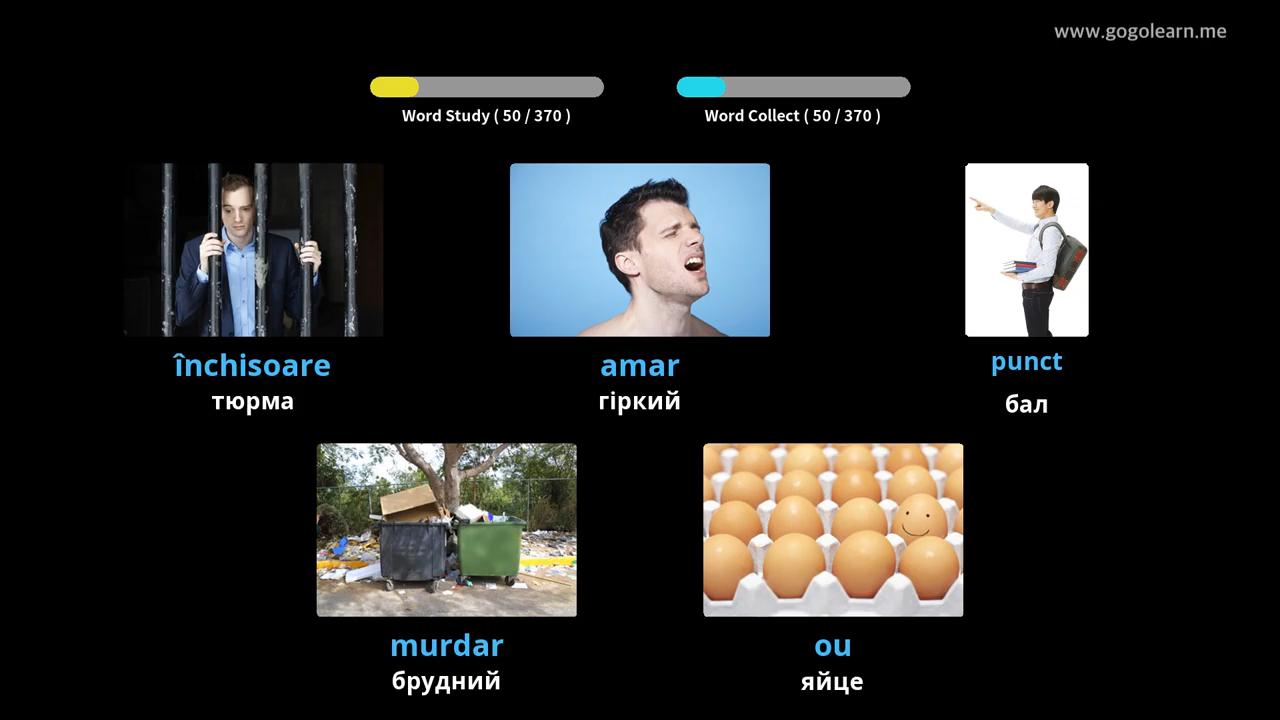 www.gogolearn.me
Word Study ( 50 / 370 )
Word Collect ( 50 / 370 )
închisoare
тюрма
amar
гіркий
punct
бал
murdar
брудний
ou
яйце